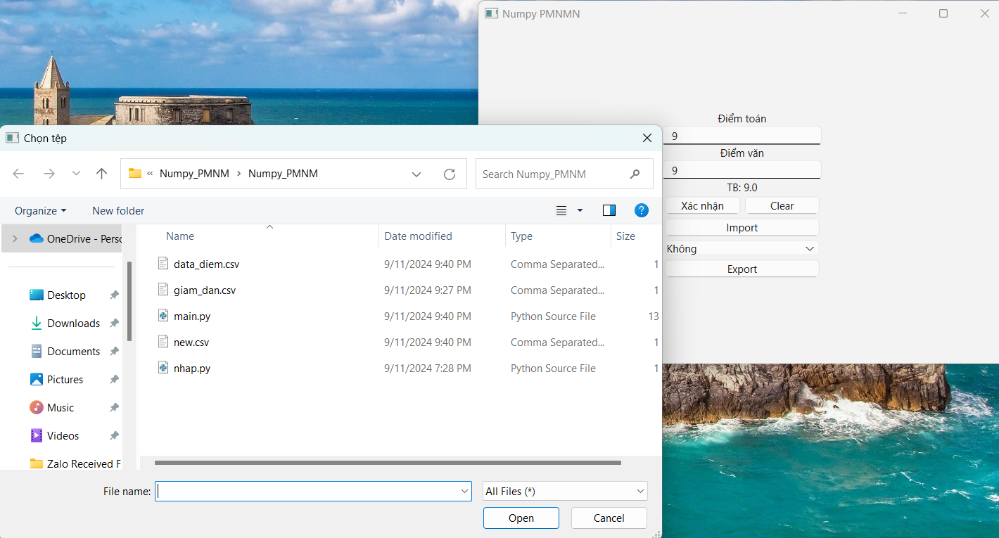 Numpy PMNMN
Điểm toán
9
Điểm văn
9
TB: 9.0
Xác nhận Clear
Import
Không
Export
Chọn tệp
« Numpy_PMNM › Numpy_PMNM
Search Numpy_PMNM
Organize New folder
OneDrive - Perso
Desktop
Downloads
Documents
Pictures
Music
Videos
Zalo Received F
Name Date modified Type Size
data_diem.csv 9/11/2024 9:40 PM Comma Separated... 1
giam_dan.csv 9/11/2024 9:27 PM Comma Separated... 1
main.py 9/11/2024 9:40 PM Python Source File 13
new.csv 9/11/2024 9:40 PM Comma Separated... 1
nhap.py 9/11/2024 7:28 PM Python Source File 1
File name: All Files (*)
Open Cancel